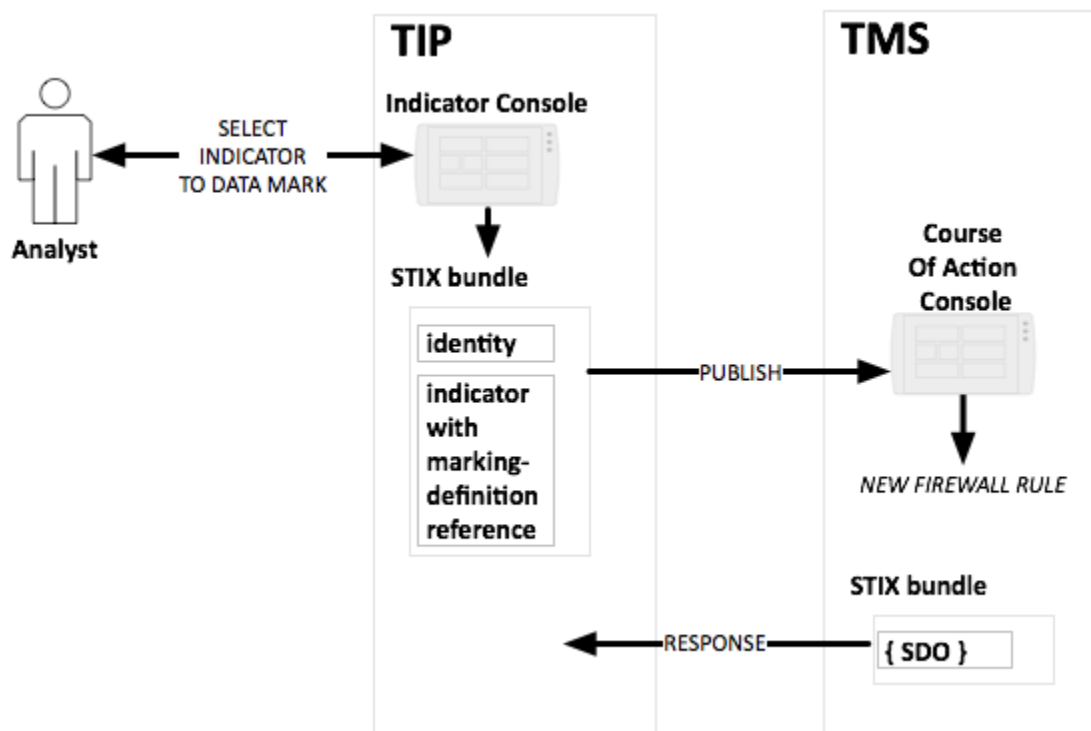 TIP
TMS
Indicator Console
SELECT
INDICATOR
TO DATA MARK
Analyst
STIX bundle
identity
indicator
with
marking-
definition
reference
PUBLISH
Course
Of Action
Console
NEW FIREWALL RULE
STIX bundle
{ SDO }
RESPONSE